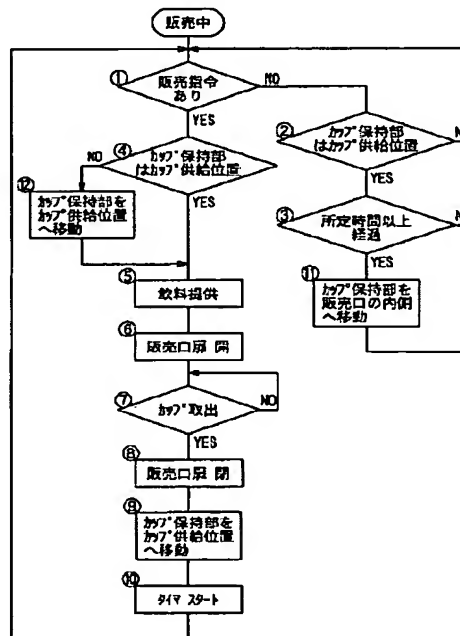 販売中
① 販売指令
あり
NO
YES
② ｶｯﾌﾟ保持部
はｶｯﾌﾟ供給位置
YES
③ 所定時間以上
経過
YES
⑪ ｶｯﾌﾟ保持部を
販売口の内側
へ移動
④ ｶｯﾌﾟ保持部
はｶｯﾌﾟ供給位置
NO
YES
⑫ ｶｯﾌﾟ保持部を
ｶｯﾌﾟ供給位置
へ移動
⑤ 飲料提供
⑥ 販売口扉 開
⑦ ｶｯﾌﾟ取出
NO
YES
⑧ 販売口扉 閉
⑨ ｶｯﾌﾟ保持部を
ｶｯﾌﾟ供給位置
へ移動
⑩ ﾀｲﾏ ｽﾀｰﾄ